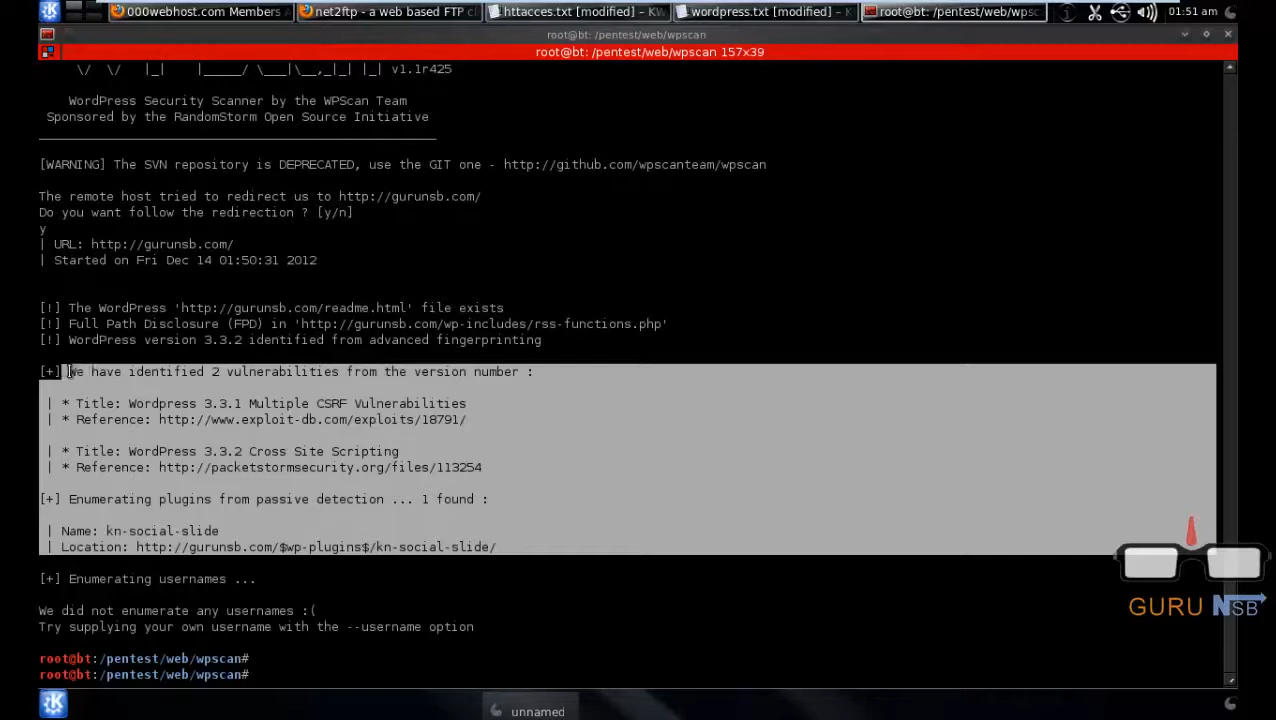 000webhost.com Members A
net2ftp - a web based FTP cl
httacces.txt [modified] – KW
wordpress.txt [modified] – K
root@bt: /pentest/web/wpsc
01:51 am
root@bt: /pentest/web/wpscan
root@bt: /pentest/web/wpscan 157x39
\/  \/   |_|    |_____/ \___|\__,_|_| |_| v1.1r425
WordPress Security Scanner by the WPScan Team
Sponsored by the RandomStorm Open Source Initiative
[WARNING] The SVN repository is DEPRECATED, use the GIT one - http://github.com/wpscanteam/wpscan
The remote host tried to redirect us to http://gurunsb.com/
Do you want follow the redirection ? [y/n]
y
| URL: http://gurunsb.com/
| Started on Fri Dec 14 01:50:31 2012
[!] The WordPress 'http://gurunsb.com/readme.html' file exists
[!] Full Path Disclosure (FPD) in 'http://gurunsb.com/wp-includes/rss-functions.php'
[!] WordPress version 3.3.2 identified from advanced fingerprinting
[+] We have identified 2 vulnerabilities from the version number :
| * Title: Wordpress 3.3.1 Multiple CSRF Vulnerabilities
| * Reference: http://www.exploit-db.com/exploits/18791/
| * Title: WordPress 3.3.2 Cross Site Scripting
| * Reference: http://packetstormsecurity.org/files/113254
[+] Enumerating plugins from passive detection ... 1 found :
| Name: kn-social-slide
| Location: http://gurunsb.com/$wp-plugins$/kn-social-slide/
[+] Enumerating usernames ...
We did not enumerate any usernames :(
Try supplying your own username with the --username option
root@bt:/pentest/web/wpscan#
root@bt:/pentest/web/wpscan#
GURU NSB
unnamed